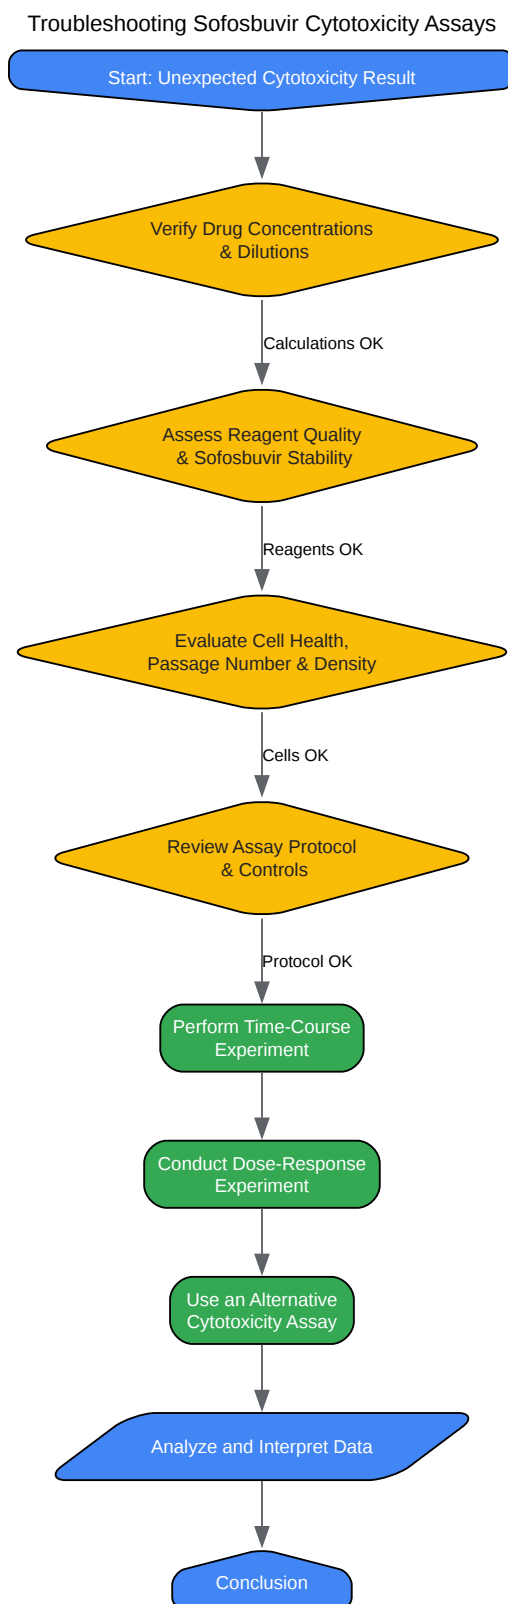 Troubleshooting Sofosbuvir Cytotoxicity Assays
Start: Unexpected Cytotoxicity Result
Verify Drug Concentrations
& Dilutions
Calculations OK
Assess Reagent Quality
& Sofosbuvir Stability
Reagents OK
Evaluate Cell Health,
Passage Number & Density
Cells OK
Review Assay Protocol
& Controls
Protocol OK
Perform Time-Course
Experiment
Conduct Dose-Response
Experiment
Use an Alternative
Cytotoxicity Assay
Analyze and Interpret Data
Conclusion